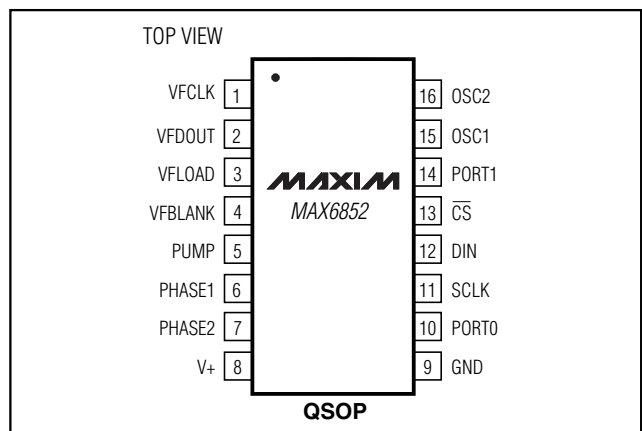 TOP VIEW
VFCLK 1
VFDOUT 2
VFLOAD 3
VFBLANK 4
PUMP 5
PHASE1 6
PHASE2 7
V+ 8
MAXIM
MAX6852
16 OSC2
15 OSC1
14 PORT1
13 C̅S̅
12 DIN
11 SCLK
10 PORT0
9 GND
QSOP